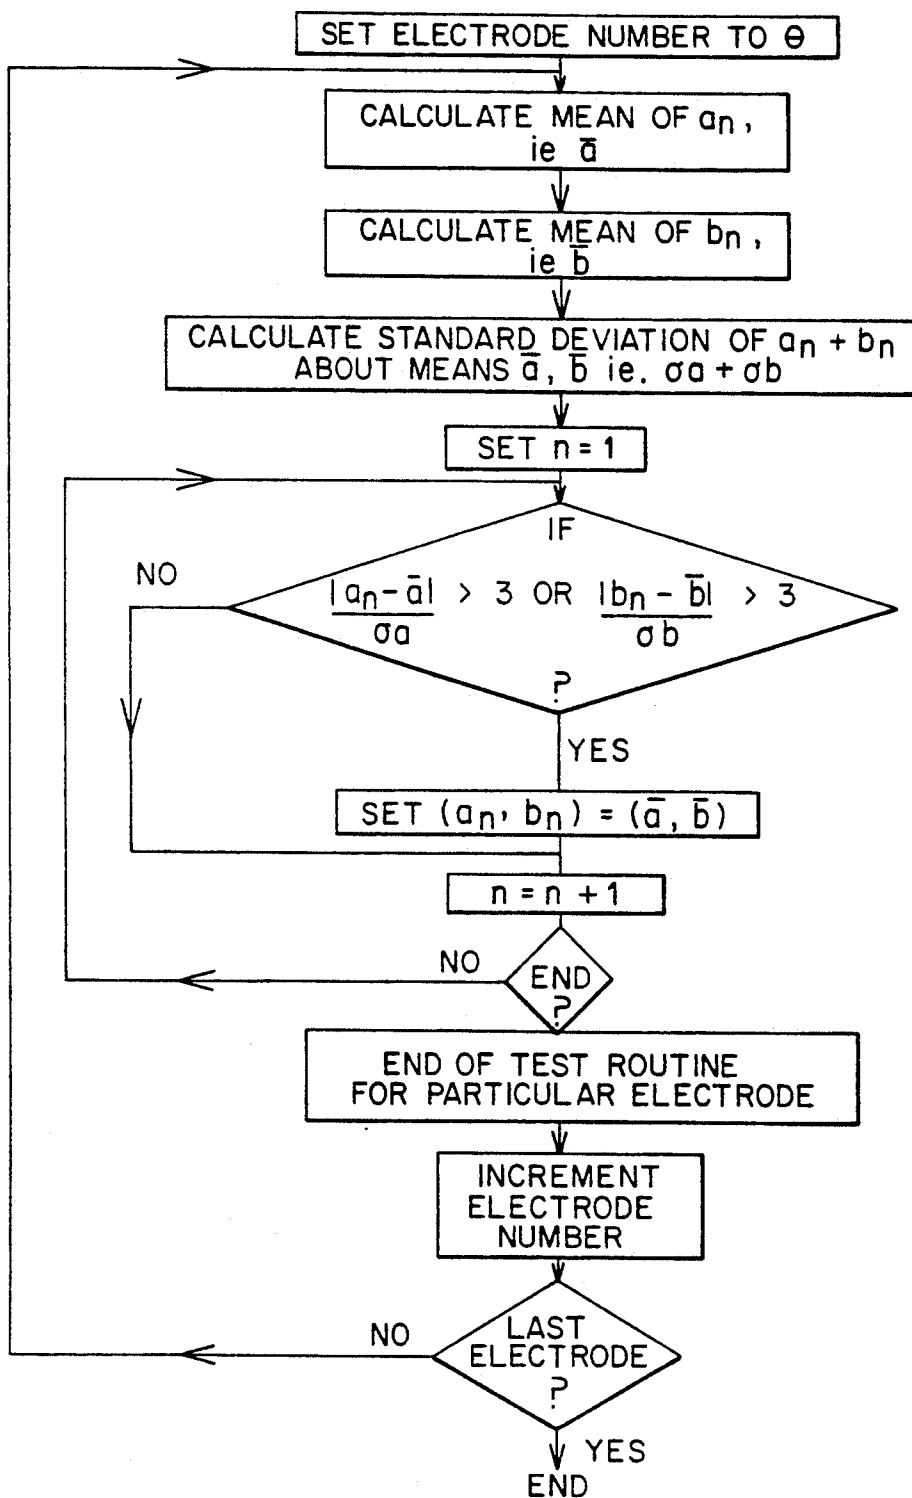 SET ELECTRODE NUMBER TO θ
CALCULATE MEAN OF an,
ie ā
CALCULATE MEAN OF bn,
ie b̄
CALCULATE STANDARD DEVIATION OF an + bn
ABOUT MEANS ā, b̄ ie. σa + σb
SET n = 1
IF
NO
|an - ā| / σa > 3 OR |bn - b̄| / σb > 3
?
YES
SET (an, bn) = (ā, b̄)
n = n + 1
NO
END
?
END OF TEST ROUTINE
FOR PARTICULAR ELECTRODE
INCREMENT
ELECTRODE
NUMBER
NO
LAST
ELECTRODE
?
YES
END